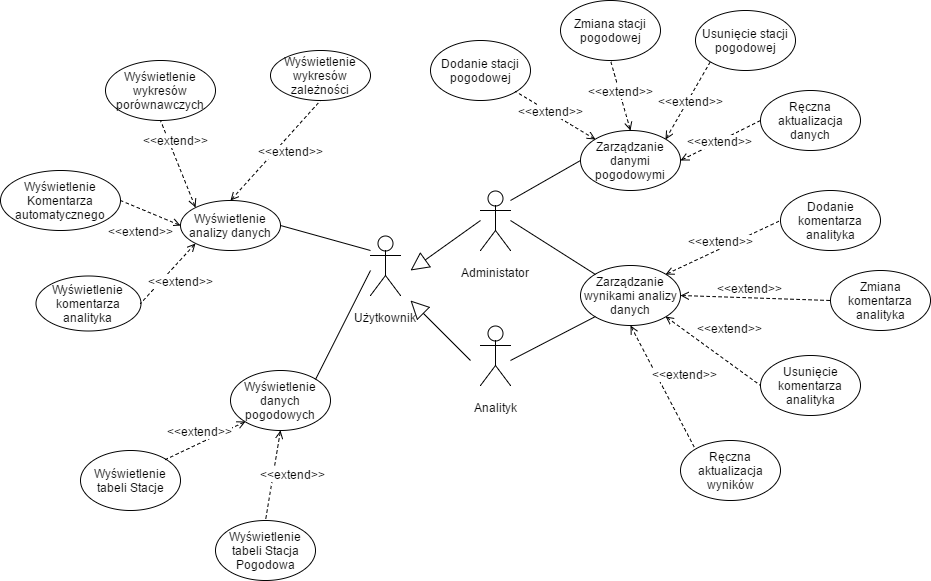 Zmiana stacji
pogodowej
Usunięcie stacji
pogodowej
Dodanie stacji
pogodowej
Wyświetlenie
wykresów
zależności
Wyświetlenie
wykresów
porównawczych
<<extend>>
<<extend>>
<<extend>>
Ręczna
aktualizacja
danych
<<extend>>
<<extend>>
<<extend>>
Zarządzanie
danymi
pogodowymi
<<extend>>
Wyświetlenie
Komentarza
automatycznego
Wyświetlenie
analizy danych
<<extend>>
Dodanie
komentarza
analityka
<<extend>>
Administrator
<<extend>>
Wyświetlenie
komentarza
analityka
Zarządzanie
wynikami analizy
danych
<<extend>>
Zmiana
komentarza
analityka
Użytkownik
<<extend>>
Usunięcie
komentarza
analityka
<<extend>>
Wyświetlenie
danych
pogodowych
Analityk
<<extend>>
Wyświetlenie
tabeli Stacje
<<extend>>
Ręczna
aktualizacja
wyników
Wyświetlenie
tabeli Stacja
Pogodowa